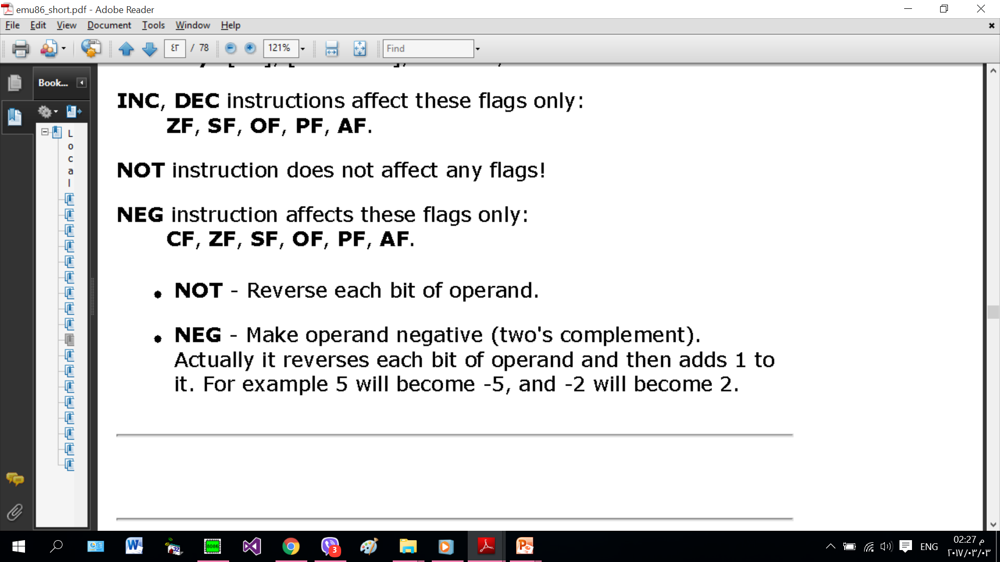 emu86_short.pdf - Adobe Reader
File Edit View Document Tools Window Help
٤٣ / 78 121% Find
Book...
L
o
c
a
l
INC, DEC instructions affect these flags only:
ZF, SF, OF, PF, AF.
NOT instruction does not affect any flags!
NEG instruction affects these flags only:
CF, ZF, SF, OF, PF, AF.
• NOT - Reverse each bit of operand.
• NEG - Make operand negative (two's complement).
Actually it reverses each bit of operand and then adds 1 to
it. For example 5 will become -5, and -2 will become 2.
8086
32
3
ENG
02:27 م
٢٠١٧/٠٣/٠٣